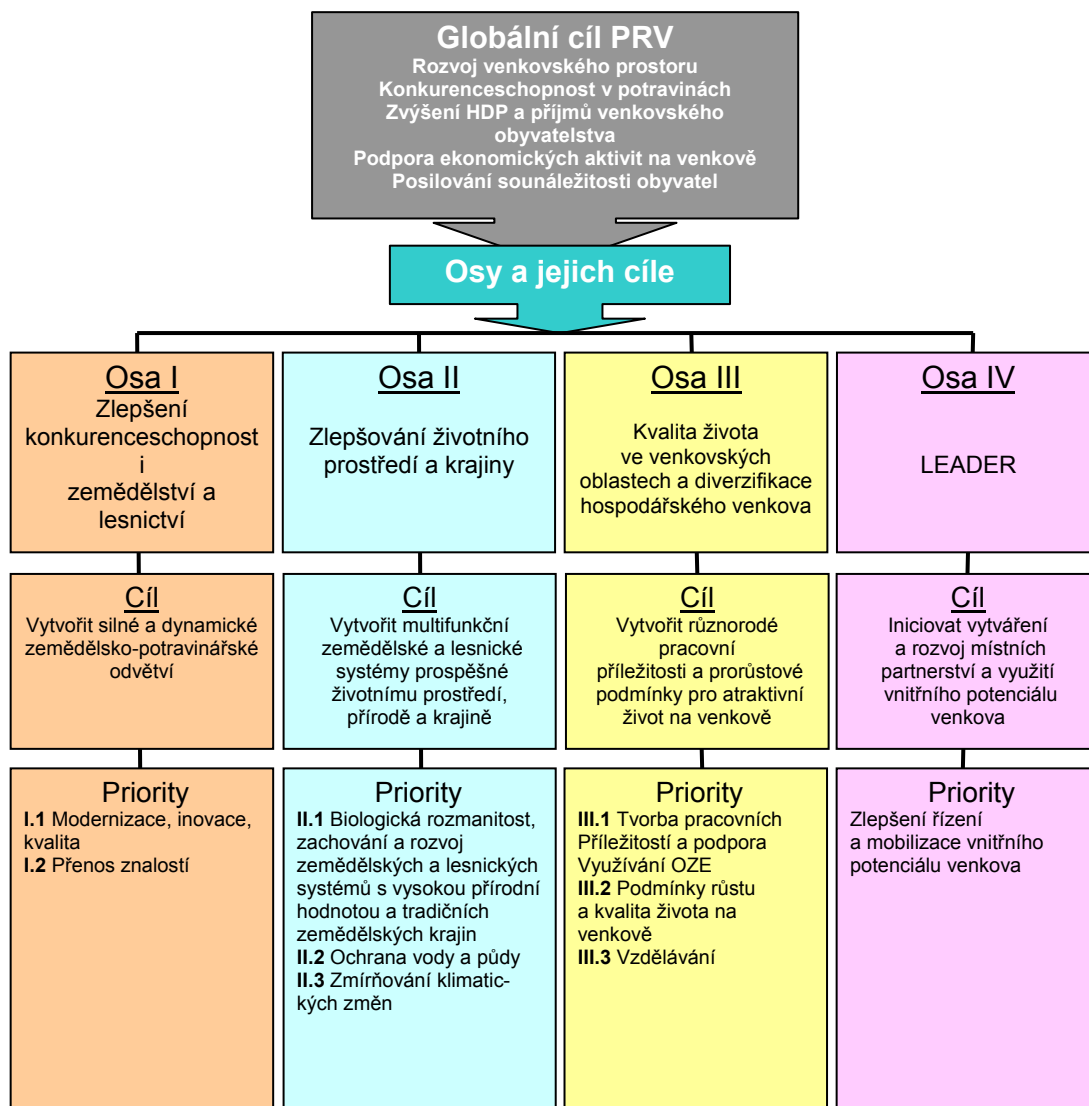 Globální cíl PRV
Rozvoj venkovského prostoru
Konkurenceschopnost v potravinách
Zvýšení HDP a příjmů venkovského
obyvatelstva
Podpora ekonomických aktivit na venkově
Posilování sounáležitosti obyvatel
Osy a jejich cíle
Osa I
Zlepšení
konkurenceschopnost
i
zemědělství a
lesnictví
Osa II
Zlepšování životního
prostředí a krajiny
Osa III
Kvalita života
ve venkovských
oblastech a diverzifikace
hospodářského venkova
Osa IV
LEADER
Cíl
Vytvořit silné a dynamické
zemědělsko-potravinářské
odvětví
Cíl
Vytvořit multifunkční
zemědělské a lesnické
systémy prospěšné
životnímu prostředí,
přírodě a krajině
Cíl
Vytvořit různorodé
pracovní
příležitosti a prorůstové
podmínky pro atraktivní
život na venkově
Cíl
Iniciovat vytváření
a rozvoj místních
partnerství a využití
vnitřního potenciálu
venkova
Priority
I.1 Modernizace, inovace,
kvalita
I.2 Přenos znalostí
Priority
II.1 Biologická rozmanitost,
zachování a rozvoj
zemědělských a lesnických
systémů s vysokou přírodní
hodnotou a tradičních
zemědělských krajin
II.2 Ochrana vody a půdy
II.3 Zmírňování klimatic-
kých změn
Priority
III.1 Tvorba pracovních
Příležitostí a podpora
Využívání OZE
III.2 Podmínky růstu
a kvalita života na
venkově
III.3 Vzdělávání
Priority
Zlepšení řízení
a mobilizace vnitřního
potenciálu venkova